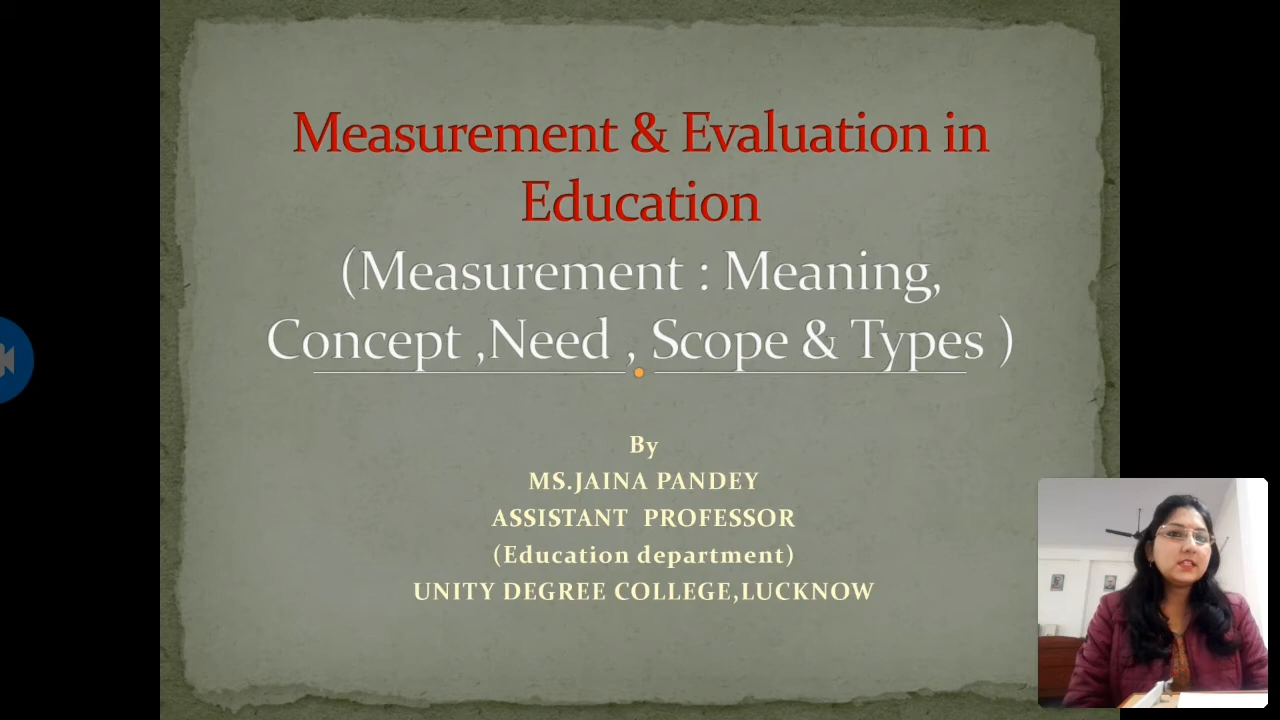 Measurement & Evaluation in
Education
(Measurement : Meaning,
Concept ,Need , Scope & Types )
By
MS.JAINA PANDEY
ASSISTANT PROFESSOR
(Education department)
UNITY DEGREE COLLEGE,LUCKNOW